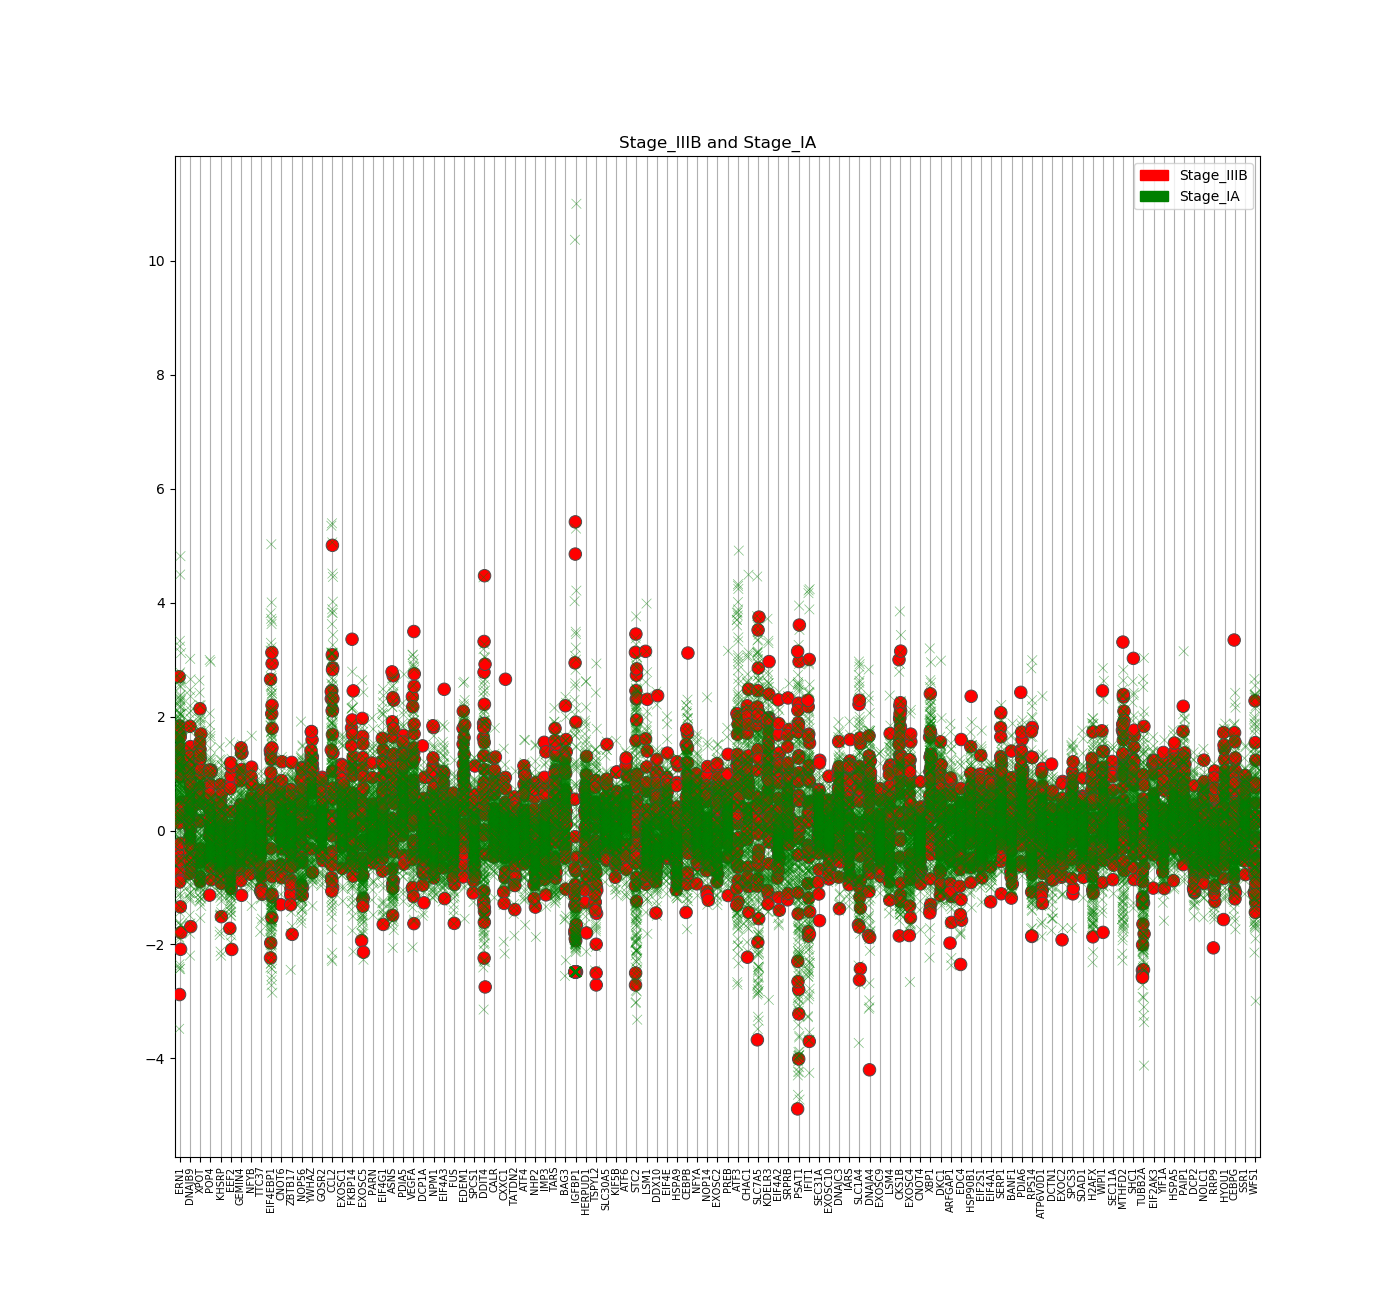 Stage_IIIB and Stage_IA
Stage_IIIB
Stage_IA
10
8
6
4
2
0
−2
−4
ERN1
DNAJB9
XPOT
POP4
KHSRP
EEF2
GEMIN4
NFYB
TTC37
EIF4EBP1
CNOT6
ZBTB17
NOP56
YWHAZ
GOSR2
CCL2
EXOSC1
FKBP14
EXOSC5
PARN
EIF4G1
ASNS
PDIA5
VEGFA
DCP1A
NPM1
EIF4A3
FUS
EDEM1
SPCS1
DDIT4
CALR
CXXC1
TATDN2
ATF4
NHP2
IMP3
TARS
BAG3
IGFBP1
HERPUD1
TSPYL2
SLC30A5
KIF5B
ATF6
STC2
LSM1
DDX10
EIF4E
HSPA9
CEBPB
NFYA
NOP14
EXOSC2
PREB
ATF3
CHAC1
SLC7A5
KDELR3
EIF4A2
SRPRB
PSAT1
IFIT1
SEC31A
EXOSC10
DNAJC3
IARS
SLC1A4
DNAJA4
EXOSC9
LSM4
CKS1B
EXOSC4
CNOT4
XBP1
DKC1
ARFGAP1
EDC4
HSP90B1
EIF2S1
EIF4A1
SERP1
BANF1
PDIA6
RPS14
ATP6V0D1
DCTN1
EXOC2
SPCS3
SDAD1
H2AFX
WIPI1
SEC11A
MTHFD2
SHC1
TUBB2A
EIF2AK3
YIF1A
HSPA5
PAIP1
DCP2
NOLC1
RRP9
HYOU1
CEBPG
SSR1
WFS1